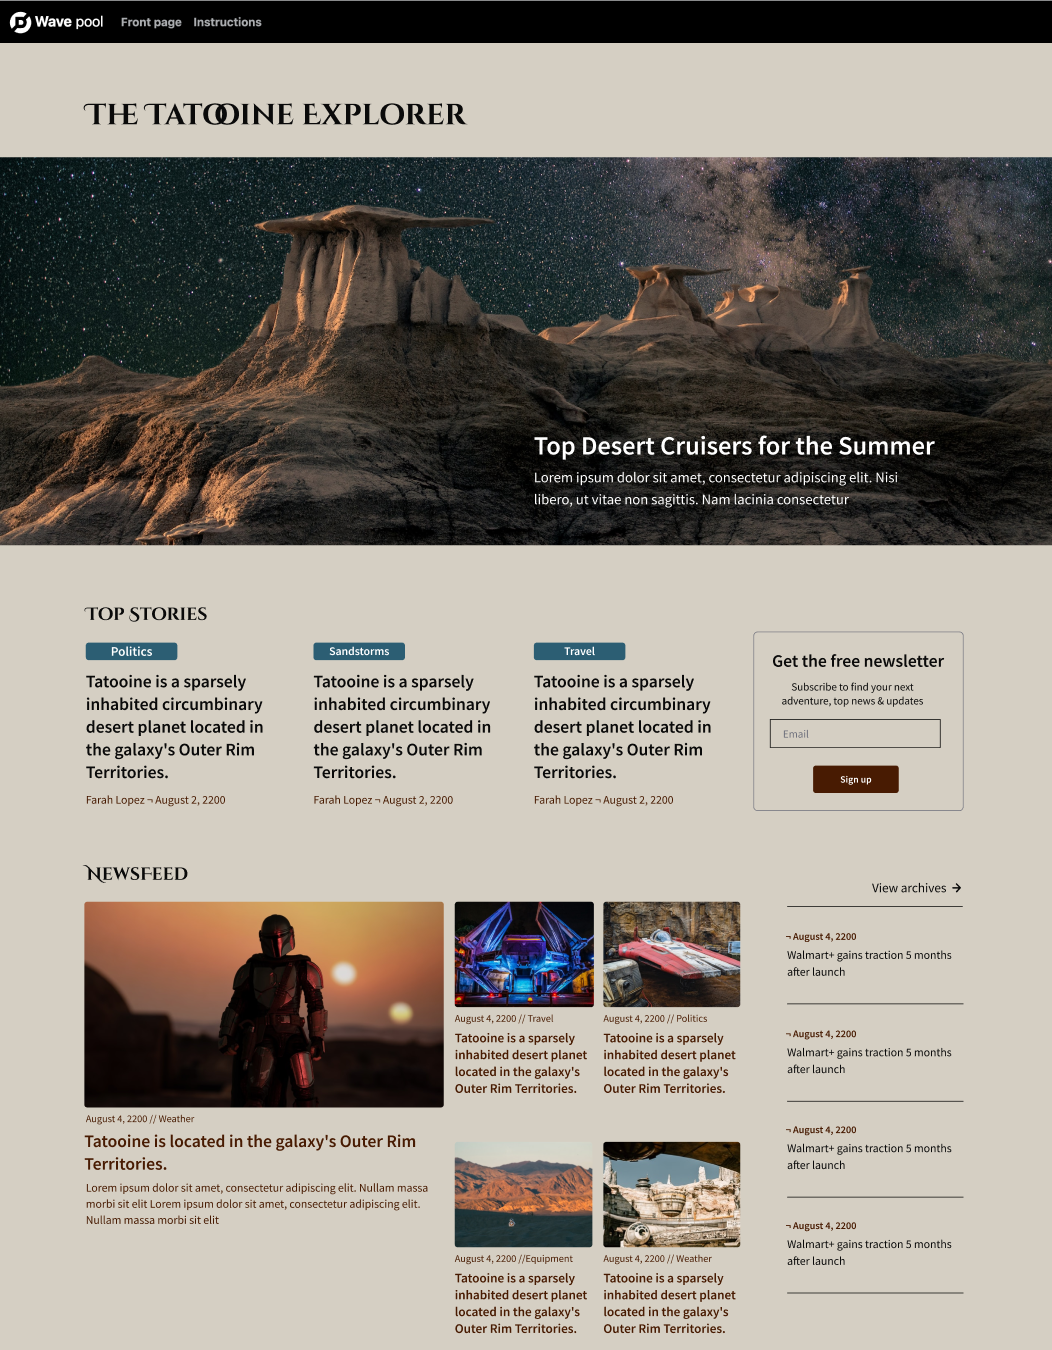 Wave pool Front page Instructions
The Tatooine Explorer
Top Desert Cruisers for the Summer
Lorem ipsum dolor sit amet, consectetur adipiscing elit. Nisi
libero, ut vitae non sagittis. Nam lacinia consectetur
Top Stories
Politics
Tatooine is a sparsely
inhabited circumbinary
desert planet located in
the galaxy's Outer Rim
Territories.
Farah Lopez ¬ August 2, 2200
Sandstorms
Tatooine is a sparsely
inhabited circumbinary
desert planet located in
the galaxy's Outer Rim
Territories.
Farah Lopez ¬ August 2, 2200
Travel
Tatooine is a sparsely
inhabited circumbinary
desert planet located in
the galaxy's Outer Rim
Territories.
Farah Lopez ¬ August 2, 2200
Get the free newsletter
Subscribe to find your next
adventure, top news & updates
Email
Sign up
Newsfeed
August 4, 2200 // Weather
Tatooine is located in the galaxy's Outer Rim
Territories.
Lorem ipsum dolor sit amet, consectetur adipiscing elit. Nullam massa
morbi sit elit Lorem ipsum dolor sit amet, consectetur adipiscing elit.
Nullam massa morbi sit elit
August 4, 2200 // Travel
Tatooine is a sparsely
inhabited desert planet
located in the galaxy's
Outer Rim Territories.
August 4, 2200 // Politics
Tatooine is a sparsely
inhabited desert planet
located in the galaxy's
Outer Rim Territories.
August 4, 2200 //Equipment
Tatooine is a sparsely
inhabited desert planet
located in the galaxy's
Outer Rim Territories.
August 4, 2200 // Weather
Tatooine is a sparsely
inhabited desert planet
located in the galaxy's
Outer Rim Territories.
View archives →
¬ August 4, 2200
Walmart+ gains traction 5 months
after launch
¬ August 4, 2200
Walmart+ gains traction 5 months
after launch
¬ August 4, 2200
Walmart+ gains traction 5 months
after launch
¬ August 4, 2200
Walmart+ gains traction 5 months
after launch